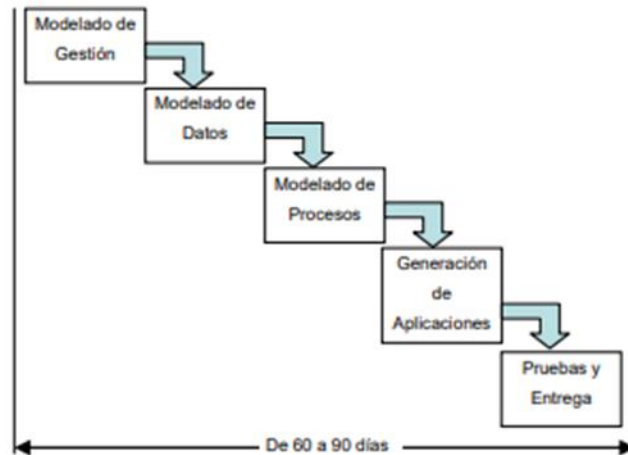 Modelado de
Gestión
Modelado de
Datos
Modelado de
Procesos
Generación
de
Aplicaciones
Pruebas y
Entrega
De 60 a 90 días